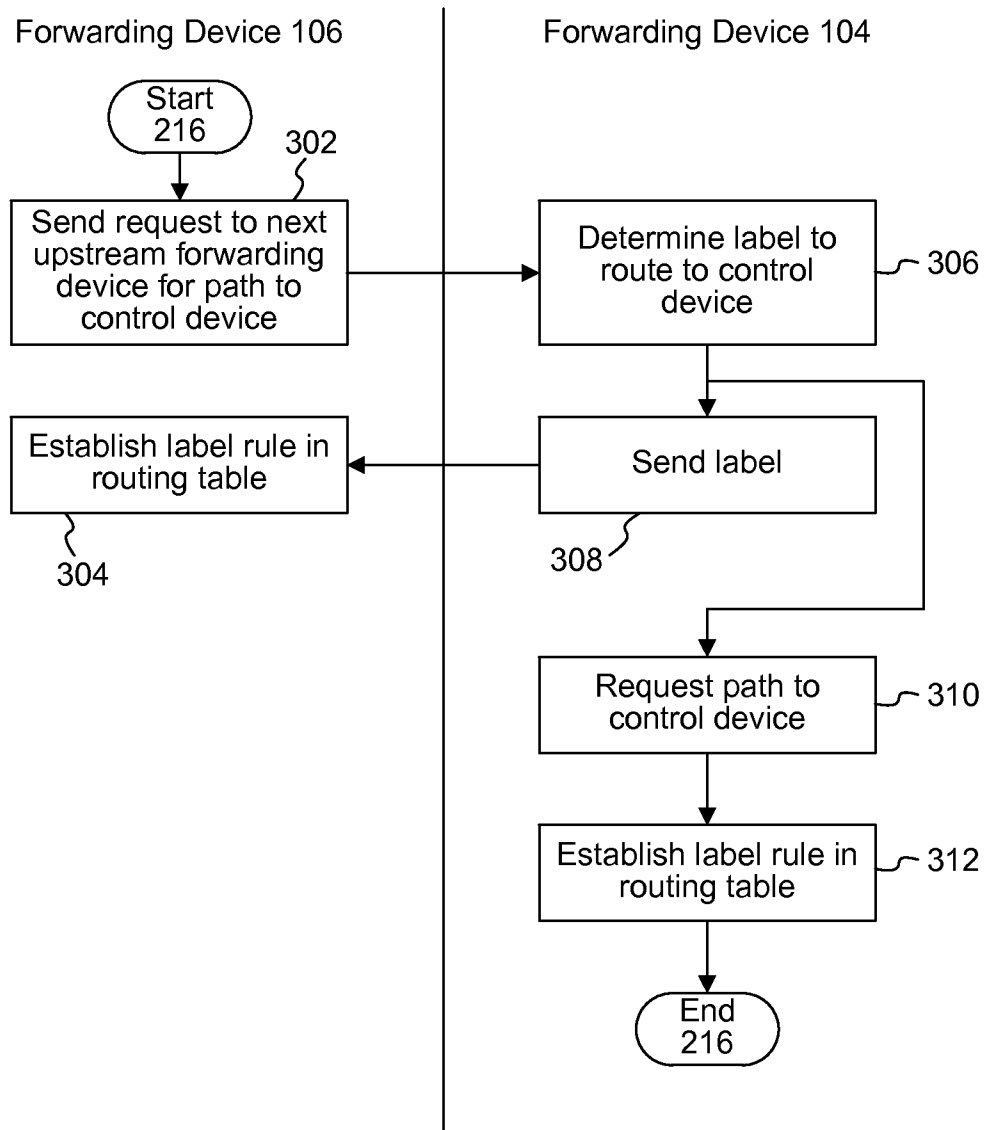 Forwarding Device 106
Forwarding Device 104
Start
216
302
Send request to next
upstream forwarding
device for path to
control device
Determine label to
route to control
device
306
Establish label rule in
routing table
304
Send label
308
Request path to
control device
310
Establish label rule in
routing table
312
End
216